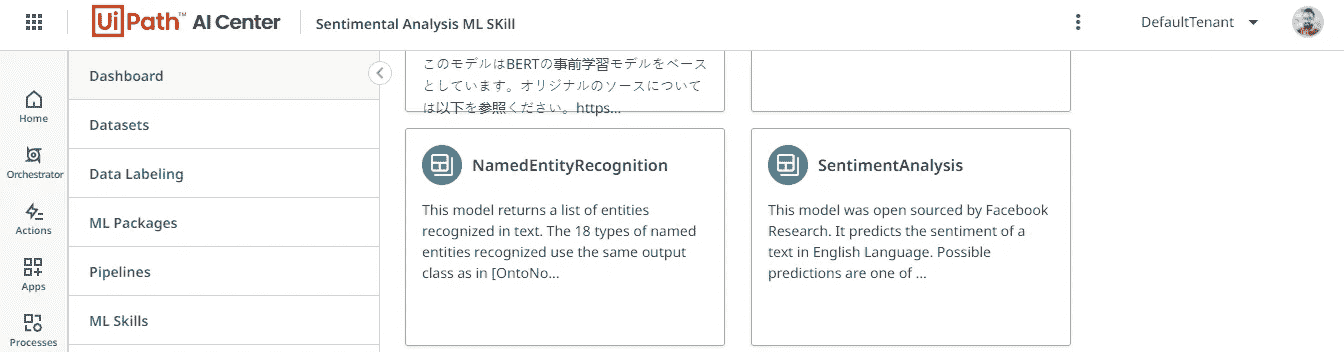 UiPath™ AI Center
Sentimental Analysis ML SKill
DefaultTenant
Home
Orchestrator
Actions
Apps
Processes
Dashboard
Datasets
Data Labeling
ML Packages
Pipelines
ML Skills
このモデルはBERTの事前学習モデルをベース
としています。オリジナルのソースについて
は以下を参照ください。https...
NamedEntityRecognition
This model returns a list of entities
recognized in text. The 18 types of named
entities recognized use the same output
class as in [OntoNo...
SentimentAnalysis
This model was open sourced by Facebook
Research. It predicts the sentiment of a
text in English Language. Possible
predictions are one of ...